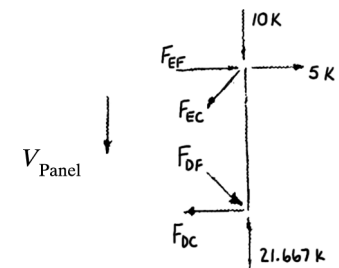 10K
F_EF
5 K
F_EC
V_Panel
F_DF
F_DC
21.667 k